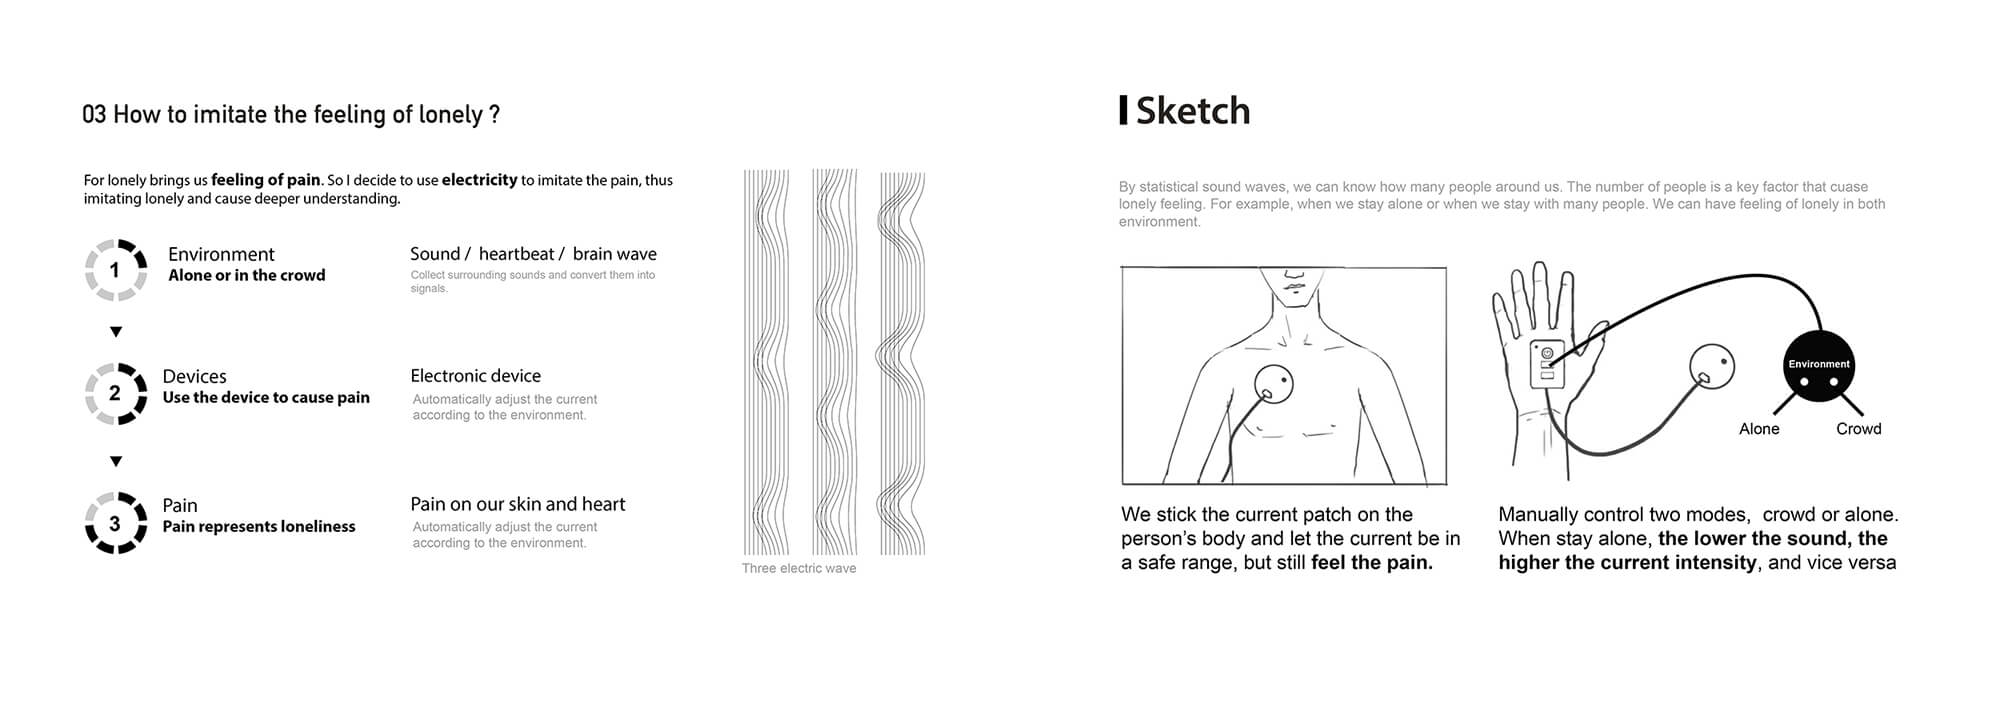 03 How to imitate the feeling of lonely ?
For lonely brings us feeling of pain. So I decide to use electricity to imitate the pain, thus
imitating lonely and cause deeper understanding.
1
Environment
Alone or in the crowd
Sound / heartbeat / brain wave
Collect surrounding sounds and convert them into
signals.
2
Devices
Use the device to cause pain
Electronic device
Automatically adjust the current
according to the environment.
3
Pain
Pain represents loneliness
Pain on our skin and heart
Automatically adjust the current
according to the environment.
Three electric wave
Sketch
By statistical sound waves, we can know how many people around us. The number of people is a key factor that cuase
lonely feeling. For example, when we stay alone or when we stay with many people. We can have feeling of lonely in both
environment.
Environment
Alone
Crowd
We stick the current patch on the
person's body and let the current be in
a safe range, but still feel the pain.
Manually control two modes, crowd or alone.
When stay alone, the lower the sound, the
higher the current intensity, and vice versa